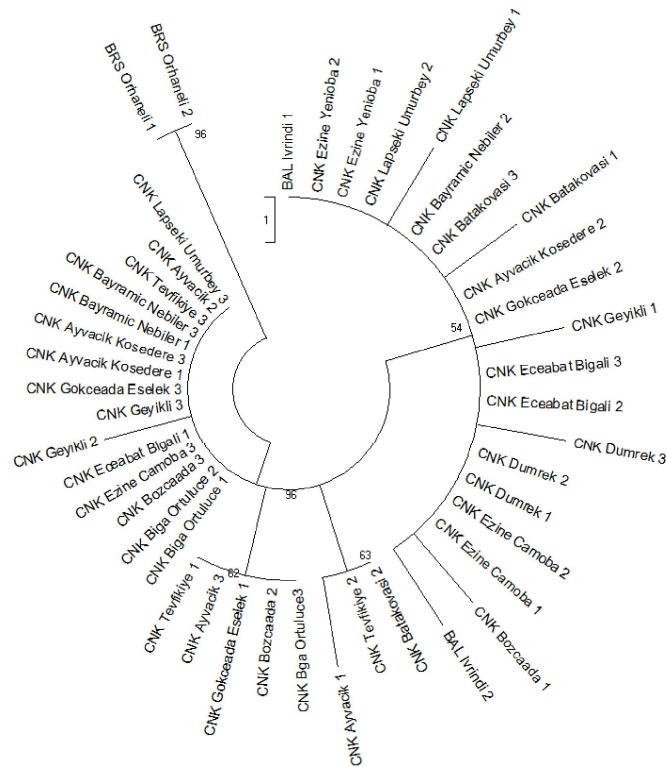 BRS Orhaneli 1
BRS Orhaneli 2
96
BAL Ivrindi 1
CNK Ezine Yenioba 2
CNK Ezine Yenioba 1
CNK Lapseki Umurbey 2
CNK Lapseki Umurbey 1
CNK Bayramic Nebiler 2
CNK Batakovasi 3
CNK Batakovasi 1
CNK Ayvacik Kosedere 2
CNK Gokceada Eselek 2
54
CNK Geyikli 1
CNK Eceabat Bigali 3
CNK Eceabat Bigali 2
CNK Dumrek 3
CNK Dumrek 2
CNK Dumrek 1
CNK Ezine Camoba 2
CNK Ezine Camoba 1
CNK Bozcaada 1
BAL Ivrindi 2
63
CNK Batakovasi 2
CNK Tevfikiye 2
CNK Ayvacik 1
96
CNK Bga Ortuluce3
CNK Bozcaada 2
CNK Gokceada Eselek 1
62
CNK Ayvacik 3
CNK Tevfikiye 1
CNK Biga Ortuluce 1
CNK Biga Ortuluce 2
CNK Bozcaada 3
CNK Ezine Camoba 3
CNK Eceabat Bigali 1
CNK Geyikli 2
CNK Geyikli 3
CNK Gokceada Eselek 3
CNK Ayvacik Kosedere 1
CNK Ayvacik Kosedere 3
CNK Bayramic Nebiler 1
CNK Bayramic Nebiler 3
CNK Tevfikiye 3
CNK Ayvacik 2
CNK Lapseki Umurbey 3
1